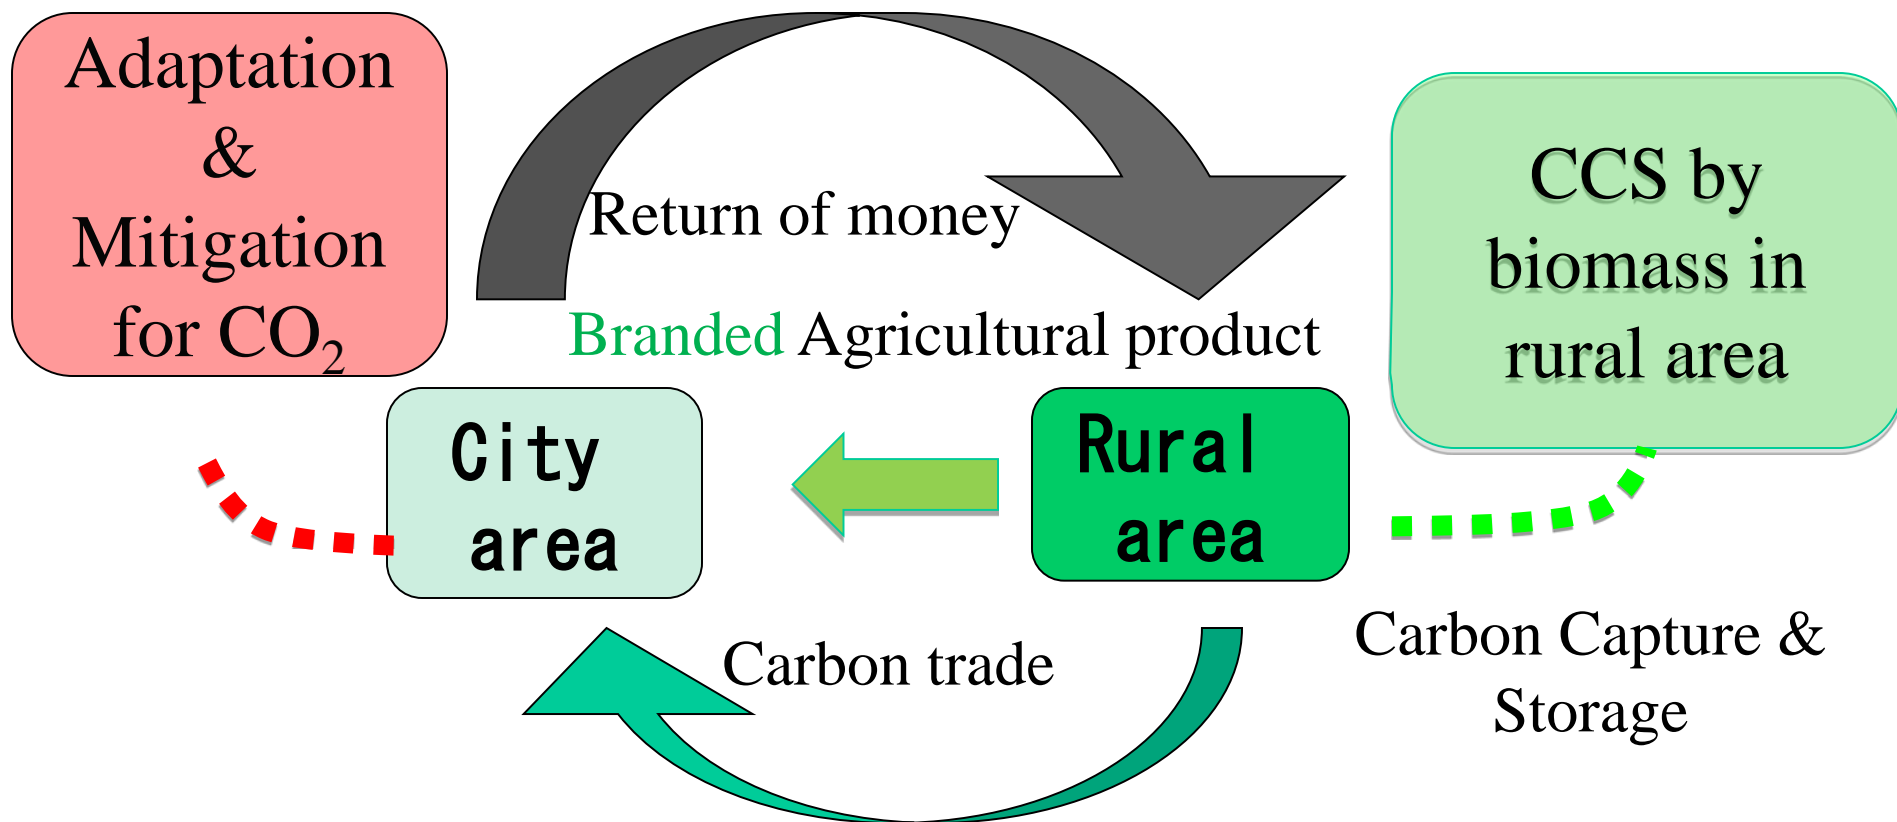 Adaptation
&
Mitigation
for CO₂
Return of money
Branded Agricultural product
CCS by
biomass in
rural area
City
area
Rural
area
Carbon trade
Carbon Capture &
Storage